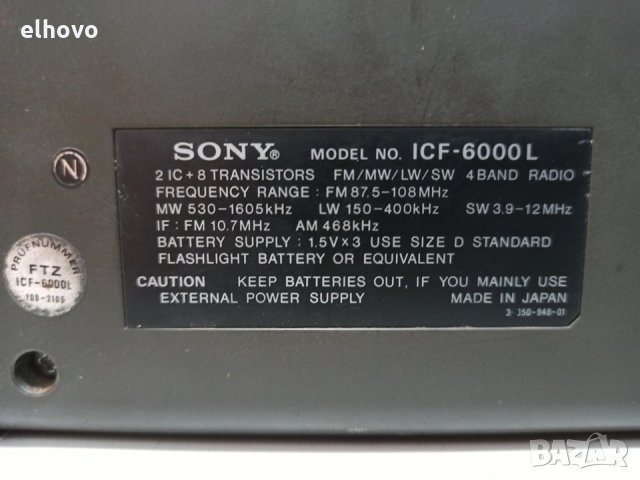 elhovo
SONY® MODEL NO. ICF-6000L
2 IC+8 TRANSISTORS FM/MW/LW/SW 4BAND RADIO
FREQUENCY RANGE : FM 87.5-108MHz
MW 530-1605kHz LW 150-400kHz SW 3.9-12MHz
IF : FM 10.7MHz AM 468kHz
BATTERY SUPPLY : 1.5V×3 USE SIZE D STANDARD
FLASHLIGHT BATTERY OR EQUIVALENT
CAUTION KEEP BATTERIES OUT, IF YOU MAINLY USE
EXTERNAL POWER SUPPLY MADE IN JAPAN
3-350-948-01
N
PRÜFNUMMER
FTZ
ICF-6000L
BAZAR